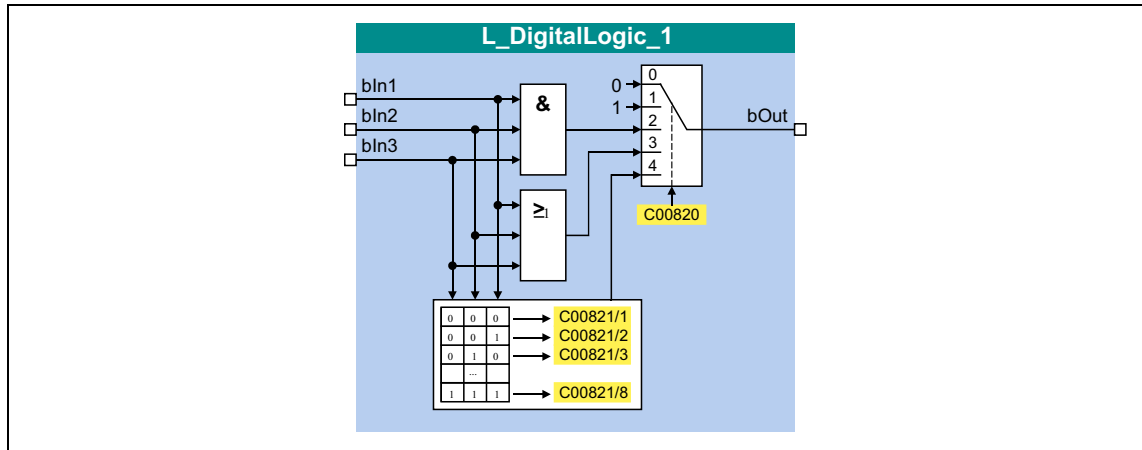 L_DigitalLogic_1
bIn1
bIn2
bIn3
&
≥1
0
1
0
1
2
3
4
bOut
C00820
0 0 0
C00821/1
0 0 1
C00821/2
0 1 0
C00821/3
...
1 1 1
C00821/8